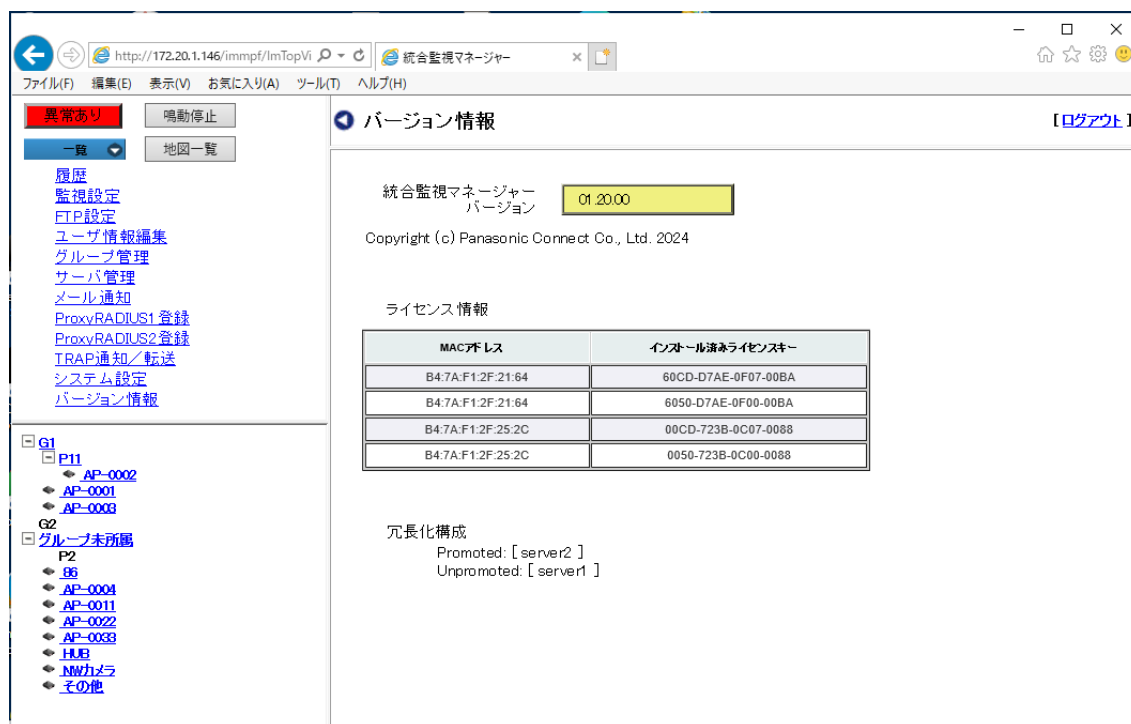 http://172.20.1.146/immpf/ImTopVi
統合監視マネージャー
ファイル(F) 編集(E) 表示(V) お気に入り(A) ツール(T) ヘルプ(H)
異常あり 鳴動停止
一覧 地図一覧
履歴
監視設定
FTP設定
ユーザ情報編集
グループ管理
サーバ管理
メール通知
ProxyRADIUS1登録
ProxyRADIUS2登録
TRAP通知/転送
システム設定
バージョン情報
G1
P11
AP-0002
AP-0001
AP-0003
G2
グループ未所属
P2
86
AP-0004
AP-0011
AP-0022
AP-0033
HUB
NWカメラ
その他
バージョン情報
[ログアウト]
統合監視マネージャー
バージョン
01.20.00
Copyright (c) Panasonic Connect Co., Ltd. 2024
ライセンス情報
MACアドレス インストール済みライセンスキー
B4:7A:F1:2F:21:64 60CD-D7AE-0F07-00BA
B4:7A:F1:2F:21:64 6050-D7AE-0F00-00BA
B4:7A:F1:2F:25:2C 00CD-723B-0C07-0088
B4:7A:F1:2F:25:2C 0050-723B-0C00-0088
冗長化構成
Promoted: [ server2 ]
Unpromoted: [ server1 ]